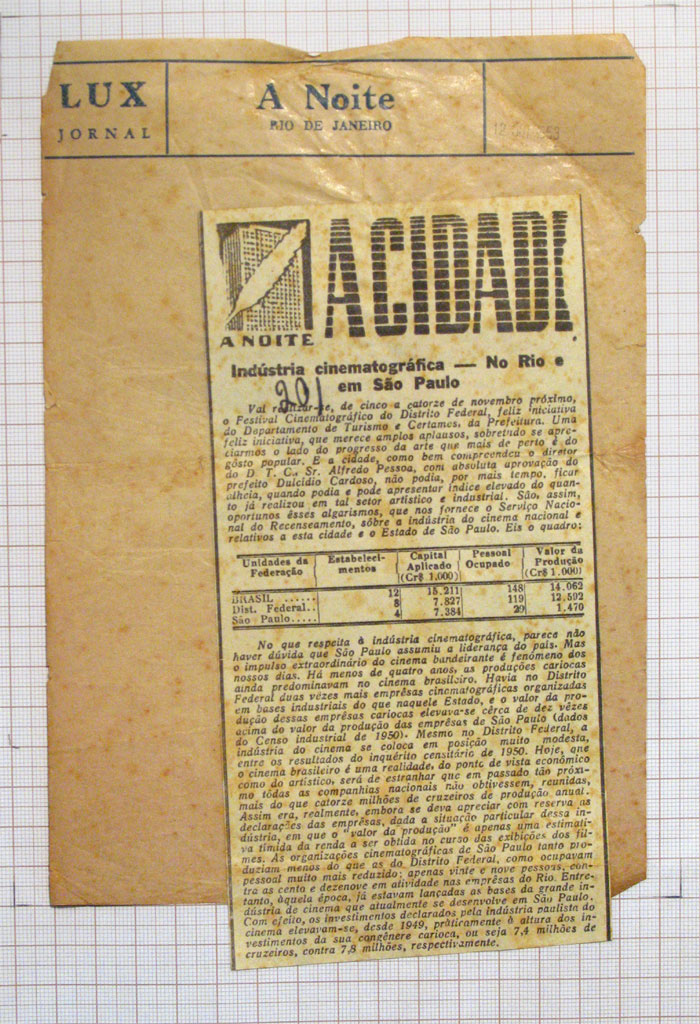 LUX
JORNAL
A Noite
RIO DE JANEIRO
A NOITE
A CIDADE
Indústria cinematográfica — No Rio e
em São Paulo
201
Vai realizar-se, de cinco a catorze de novembro próximo,
o Festival Cinematográfico do Distrito Federal, feliz iniciativa
do Departamento de Turismo e Certames, da Prefeitura. Uma
feliz iniciativa, que merece amplos aplausos, sobretudo se apre-
ciarmos o lado do progresso da arte que mais de perto é do
gôsto popular. E a cidade, como bem compreendeu o diretor
do D. T. C., Sr. Alfredo Pessoa, com absoluta aprovação do
prefeito Dulcidio Cardoso, não podia, por mais tempo, ficar
alheia, quando podia e pode apresentar índice elevado do quan-
to já realizou em tal setor artístico e industrial. São, assim,
oportunos êsses algarismos, que nos fornece o Serviço Nacio-
nal do Recenseamento, sôbre a indústria do cinema nacional e
relativos a esta cidade e o Estado de São Paulo. Eis o quadro:
Unidades da Federação | Estabeleci-mentos | Capital Aplicado (Cr$ 1.000) | Pessoal Ocupado | Valor da Produção (Cr$ 1.000)
BRASIL ...... 12 15.211 148 14.062
Dist. Federal.. 8 7.827 119 12.592
São Paulo..... 4 7.384 29 1.470
No que respeita à indústria cinematográfica, parece não
haver dúvida que São Paulo assumiu a liderança do país. Mas
o impulso extraordinário do cinema bandeirante é fenômeno dos
nossos dias. Há menos de quatro anos, as produções cariocas
ainda predominavam no cinema brasileiro. Havia no Distrito
Federal duas vêzes mais emprêsas cinematográficas organizadas
em bases industriais do que naquele Estado, e o valor da pro-
dução dessas emprêsas cariocas elevava-se cêrca de dez vêzes
acima do valor da produção das emprêsas de São Paulo (dados
do Censo industrial de 1950). Mesmo no Distrito Federal, a
indústria do cinema se coloca em posição muito modesta,
entre os resultados do inquérito censitário de 1950. Hoje, que
o cinema brasileiro é uma realidade, do ponto de vista econômico
como do artístico, será de estranhar que em passado tão próxi-
mo tôdas as companhias nacionais não obtivessem, reunidas,
mais do que catorze milhões de cruzeiros de produção anual.
Assim era, realmente, embora se deva apreciar com reserva as
declarações das emprêsas, dada a situação particular dessa in-
dústria, em que o "valor da produção" é apenas uma estimati-
va tímida da renda a ser obtida no curso das exibições dos fil-
mes. As organizações cinematográficas de São Paulo tanto pro-
duziam menos do que as do Distrito Federal, como ocupavam
pessoal muito mais reduzido: apenas vinte e nove pessoas, con-
tra as cento e dezenove em atividade nas emprêsas do Rio. Entre-
tanto, àquela época, já estavam lançadas as bases da grande in-
dústria de cinema que atualmente se desenvolve em São Paulo.
Com efeito, os investimentos declarados pela indústria paulista do
cinema elevavam-se, desde 1949, pràticamente à altura dos in-
vestimentos da sua congênere carioca, ou seja 7,4 milhões de
cruzeiros, contra 7,8 milhões, respectivamente.